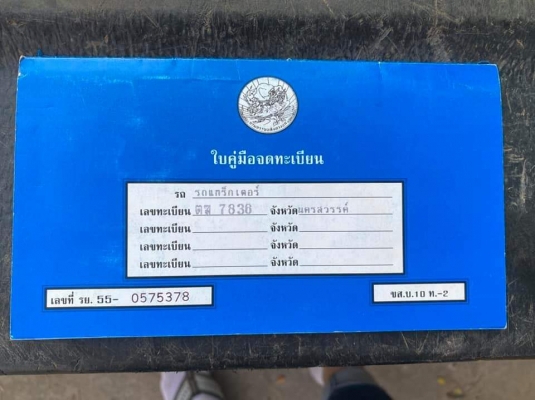 ใบคู่มือจดทะเบียน
รถ รถแทรกเตอร์
เลขทะเบียน ตฆ 7838 จังหวัด นครสวรรค์
เลขทะเบียน จังหวัด
เลขทะเบียน จังหวัด
เลขทะเบียน จังหวัด
เลขที่ รย. 55- 0575378
ขส.บ.10 ท.-2